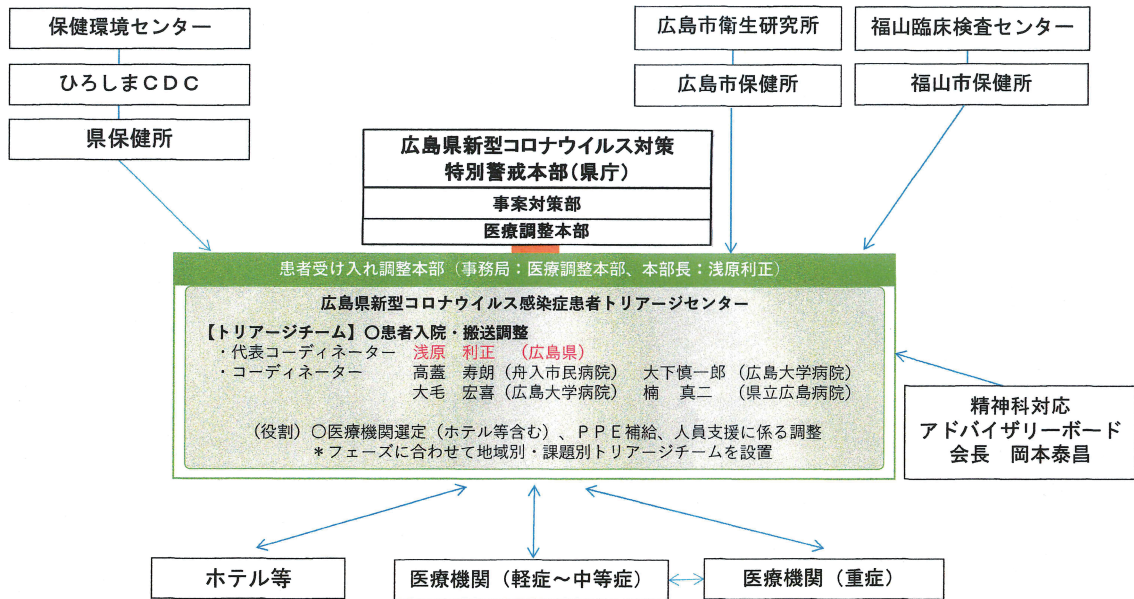 保健環境センター
ひろしまCDC
県保健所
広島市衛生研究所
広島市保健所
福山臨床検査センター
福山市保健所
広島県新型コロナウイルス対策
特別警戒本部(県庁)
事案対策部
医療調整本部
患者受け入れ調整本部(事務局:医療調整本部、本部長:浅原利正)
広島県新型コロナウイルス感染症患者トリアージセンター
【トリアージチーム】〇患者入院・搬送調整
・代表コーディネーター 浅原 利正 (広島県)
・コーディネーター 高蓋 寿朗(舟入市民病院) 大下慎一郎(広島大学病院)
大毛 宏喜(広島大学病院) 楠 真二 (県立広島病院)
(役割)〇医療機関選定(ホテル等含む)、PPE補給、人員支援に係る調整
*フェーズに合わせて地域別・課題別トリアージチームを設置
精神科対応
アドバイザリーボード
会長 岡本泰昌
ホテル等
医療機関(軽症~中等症)
医療機関(重症)